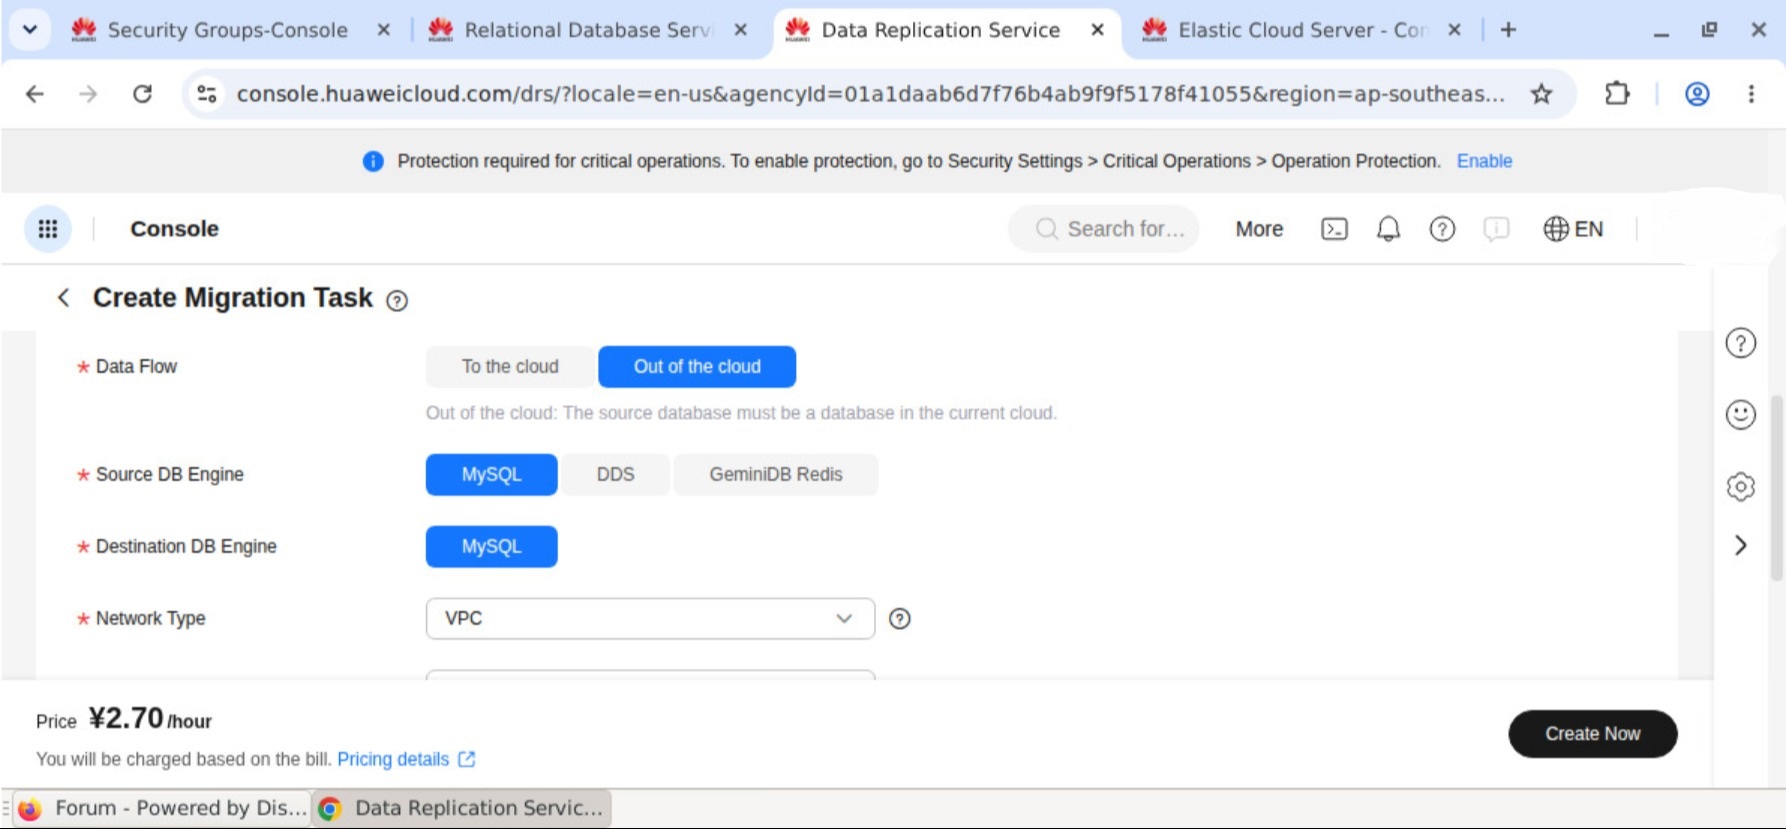 Security Groups-Console
Relational Database Servi
Data Replication Service
Elastic Cloud Server - Con
console.huaweicloud.com/drs/?locale=en-us&agencyId=01a1daab6d7f76b4ab9f9f5178f41055&region=ap-southeas...
Protection required for critical operations. To enable protection, go to Security Settings > Critical Operations > Operation Protection. Enable
Console
Search for...
More
EN
Create Migration Task
* Data Flow
To the cloud
Out of the cloud
Out of the cloud: The source database must be a database in the current cloud.
* Source DB Engine
MySQL
DDS
GeminiDB Redis
* Destination DB Engine
MySQL
* Network Type
VPC
Price ¥2.70/hour
You will be charged based on the bill. Pricing details
Create Now
Forum - Powered by Dis...
Data Replication Servic...